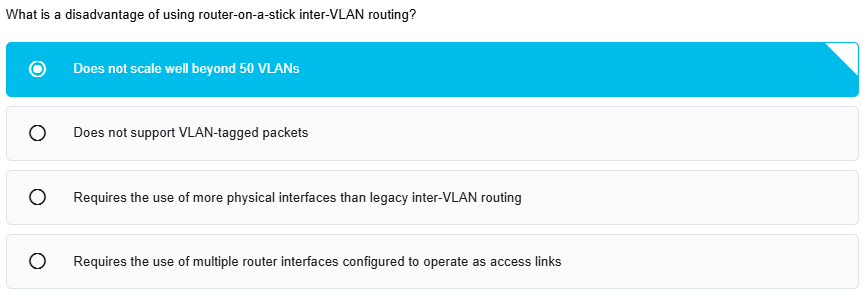 What is a disadvantage of using router-on-a-stick inter-VLAN routing?
Does not scale well beyond 50 VLANs
Does not support VLAN-tagged packets
Requires the use of more physical interfaces than legacy inter-VLAN routing
Requires the use of multiple router interfaces configured to operate as access links